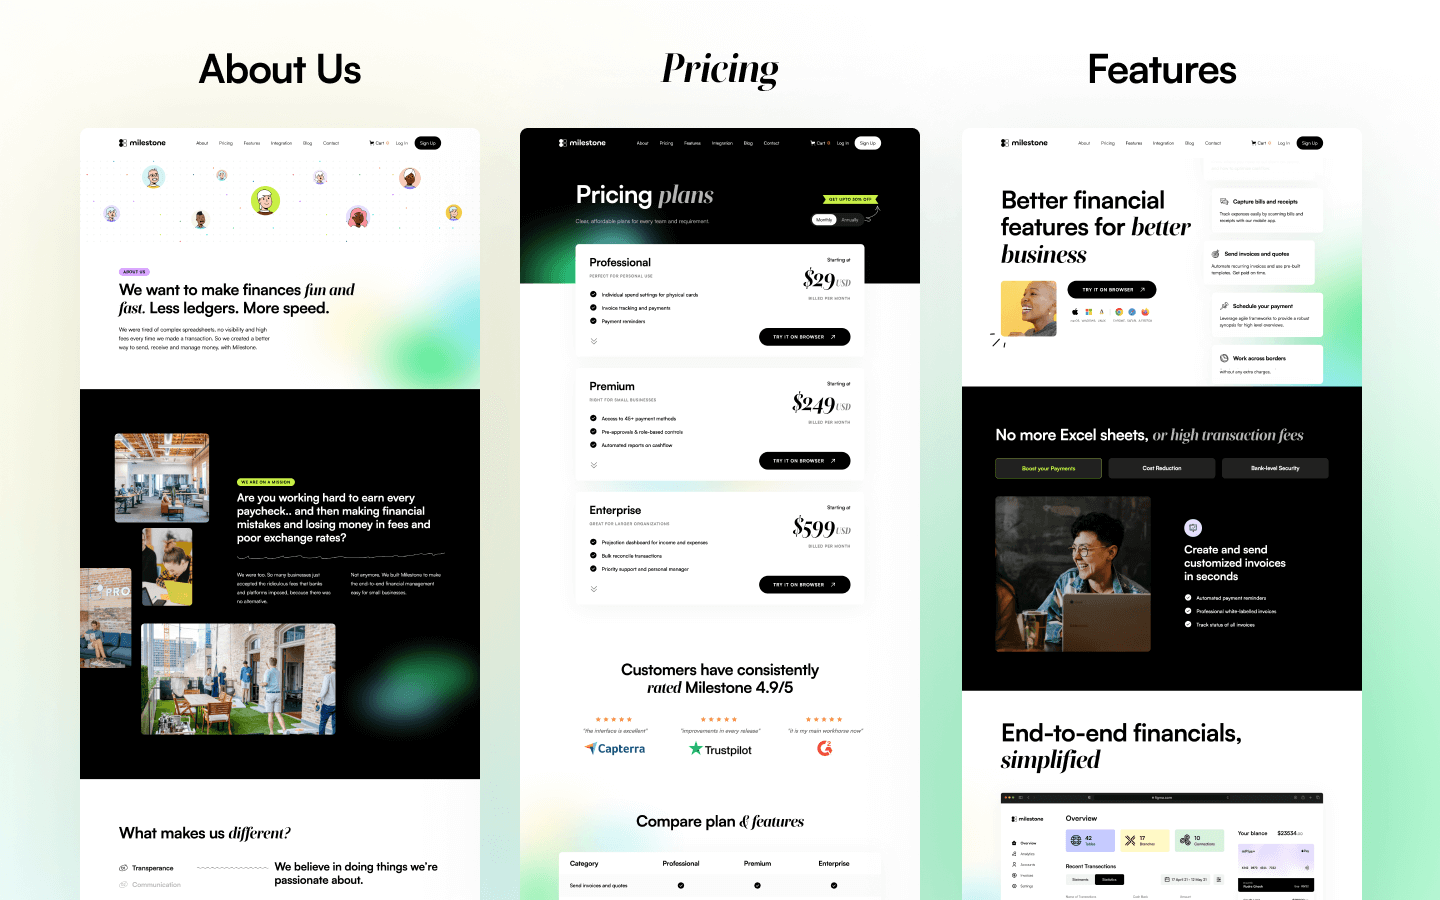 About Us
Pricing
Features
milestone
About Pricing Features Integration Blog Contact
Cart 0 Log In Sign Up
ABOUT US
We want to make finances fun and
fast. Less ledgers. More speed.
We were tired of complex spreadsheets, no visibility and high
fees every time we made a transaction. So we created a better
way to send, receive and manage money, with Milestone.
WE ARE ON A MISSION
Are you working hard to earn every
paycheck.. and then making financial
mistakes and losing money in fees and
poor exchange rates?
We were too. So many businesses just
accepted the ridiculous fees that banks
and platforms imposed, because there was
no alternative.
Not anymore. We built Milestone to make
the end-to-end financial management
easy for small businesses.
PRO
What makes us different?
Transperance
Communication
We believe in doing things we're
passionate about.
milestone
About Pricing Features Integration Blog Contact
Cart 0 Log In Sign Up
Pricing plans
Clear, affordable plans for every team and requirement.
GET UPTO 30% OFF
Monthly Annually
Professional
PERFECT FOR PERSONAL USE
Individual spend settings for physical cards
Invoice tracking and payments
Payment reminders
Starting at
$29 USD
BILLED PER MONTH
TRY IT ON BROWSER
Premium
RIGHT FOR SMALL BUSINESSES
Access to 45+ payment methods
Pre-approvals & role-based controls
Automated reports on cashflow
Starting at
$249 USD
BILLED PER MONTH
TRY IT ON BROWSER
Enterprise
GREAT FOR LARGER ORGANIZATIONS
Projection dashboard for income and expenses
Bulk reconcile transactions
Priority support and personal manager
Starting at
$599 USD
BILLED PER MONTH
TRY IT ON BROWSER
Customers have consistently
rated Milestone 4.9/5
"the interface is excellent"
Capterra
"improvements in every release"
Trustpilot
"it is my main workhorse now"
G2
Compare plan & features
Category Professional Premium Enterprise
Send invoices and quotes
milestone
About Pricing Features Integration Blog Contact
Cart 0 Log In Sign Up
Better financial
features for better
business
TRY IT ON BROWSER
Capture bills and receipts
Track expenses easily by scanning bills and
receipts with our mobile app.
Send invoices and quotes
Automate recurring invoices and use pre-built
templates. Get paid on time.
Schedule your payment
Leverage agile frameworks to provide a robust
synopsis for high level overviews.
Work across borders
without any extra charges.
No more Excel sheets, or high transaction fees
Boost your Payments
Cost Reduction
Bank-level Security
Create and send
customized invoices
in seconds
Automated payment reminders
Professional white-labelled invoices
Track status of all invoices
End-to-end financials,
simplified
figma.com
milestone
Overview
Analytics
Accounts
Invoices
Settings
Overview
42
Tables
17
Branches
10
Connections
Recent Transactions
Statistics
17 April 21 - 12 May 21
Your blance $23534